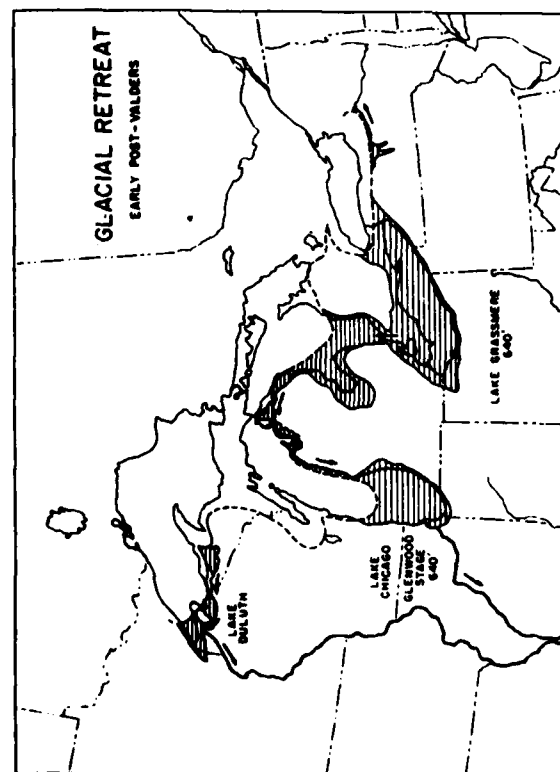 GLACIAL RETREAT
EARLY POST-VALDERS
LAKE
DULUTH
LAKE
CHICAGO
GLENWOOD
STAGE
640'
LAKE GRASSMERE
640'